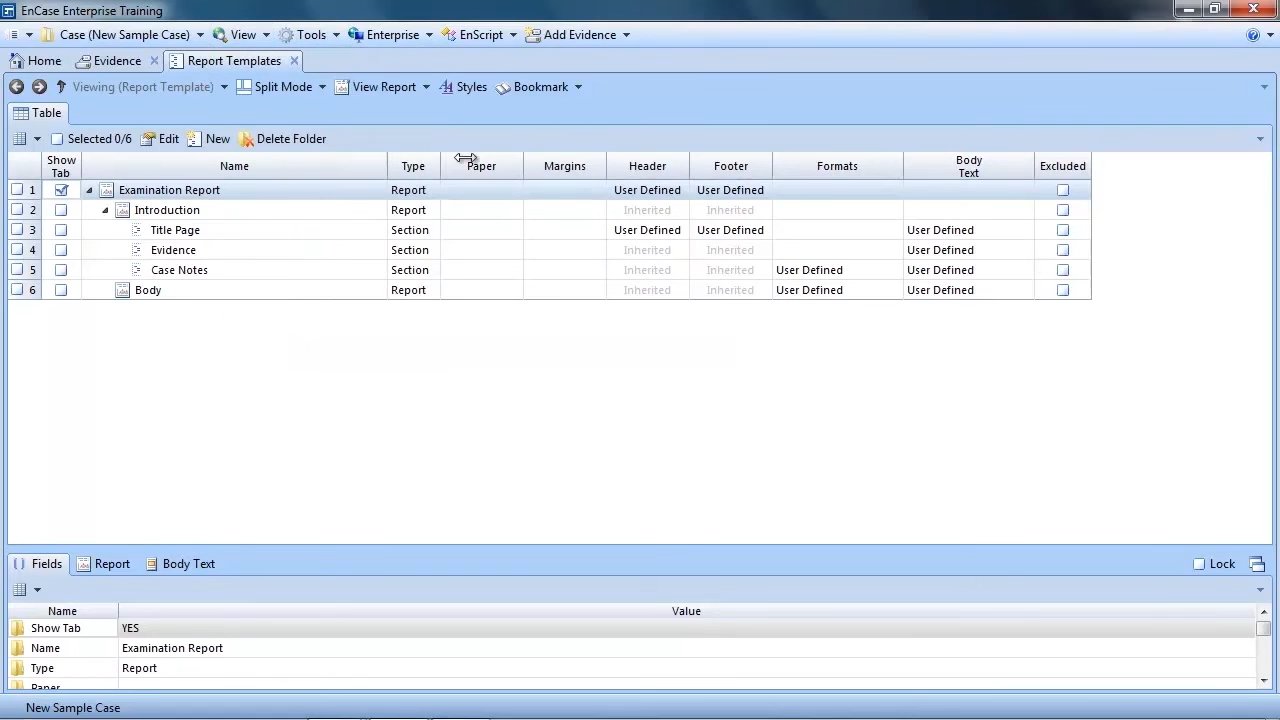 EnCase Enterprise Training
Case (New Sample Case) View Tools Enterprise EnScript Add Evidence
Home Evidence Report Templates
Viewing (Report Template) Split Mode View Report Styles Bookmark
Table
Selected 0/6 Edit New Delete Folder
Show Tab Name Type Paper Margins Header Footer Formats Body Text Excluded
1 Examination Report Report User Defined User Defined
2 Introduction Report Inherited Inherited
3 Title Page Section User Defined User Defined User Defined
4 Evidence Section Inherited Inherited User Defined
5 Case Notes Section Inherited Inherited User Defined User Defined
6 Body Report Inherited Inherited User Defined User Defined
Fields Report Body Text Lock
Name Value
Show Tab YES
Name Examination Report
Type Report
Paper
New Sample Case